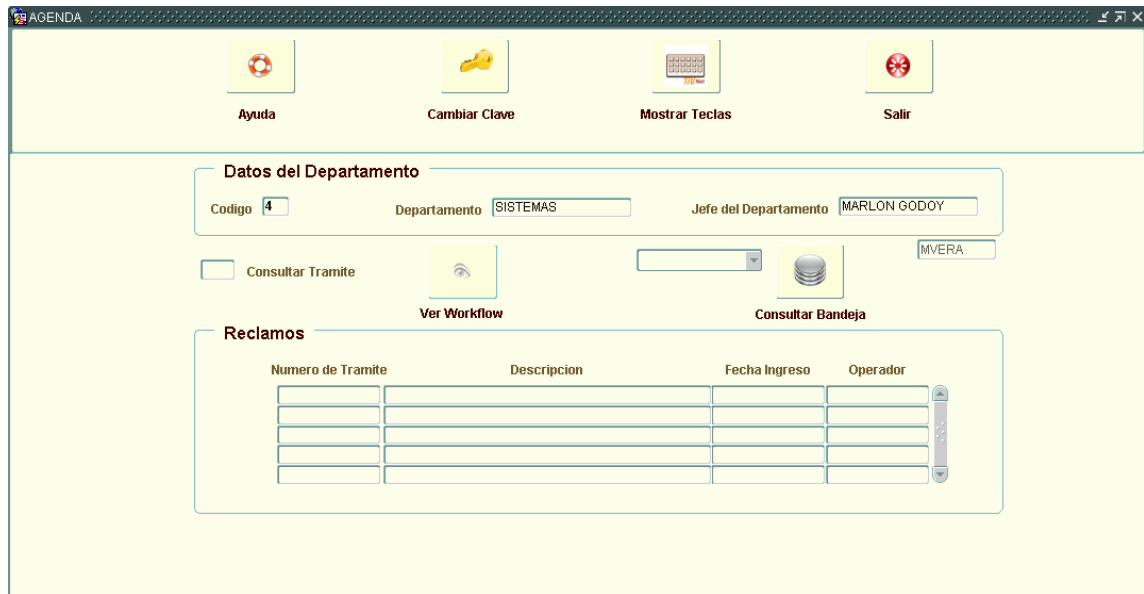 AGENDA
Ayuda Cambiar Clave Mostrar Teclas Salir
Datos del Departamento
Codigo 4 Departamento SISTEMAS Jefe del Departamento MARLON GODOY
MVERA
Consultar Tramite
Ver Workflow Consultar Bandeja
Reclamos
Numero de Tramite Descripcion Fecha Ingreso Operador